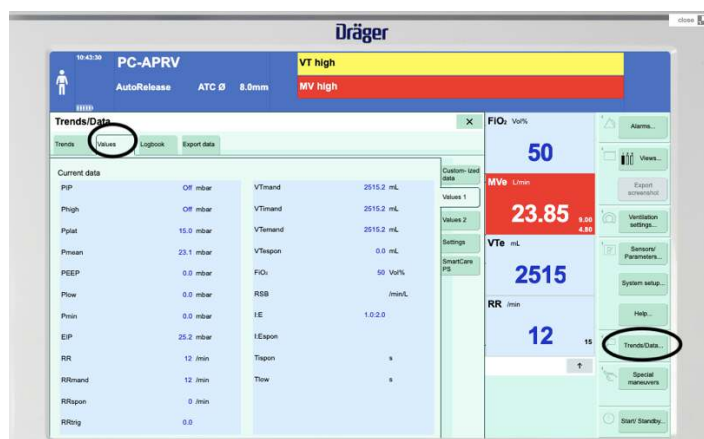 close
Dräger
10:43:30
PC-APRV
VT high
AutoRelease ATC Ø 8.0mm
MV high
Trends/Data
Trends Values Logbook Export data
Current data
PIP Off mbar
Phigh Off mbar
Pplat 15.0 mbar
Pmean 23.1 mbar
PEEP 0.0 mbar
Plow 0.0 mbar
Pmin 0.0 mbar
EIP 25.2 mbar
RR 12 /min
RRmand 12 /min
RRspon 0 /min
RRtrig 0.0
VTmand 2515.2 mL
VTimand 2515.2 mL
VTemand 2515.2 mL
VTespon 0.0 mL
FiO₂ 50 Vol%
RSB /min/L
I:E 1.0:2.0
I:Espon
Tispon s
Tlow s
Custom- ized
data
Values 1
Values 2
Settings
SmartCare
PS
FiO₂ Vol%
50
MVe L/min
23.85 9.00
4.80
VTe mL
2515
RR /min
12 15
Alarms...
Views...
Export
screenshot
Ventilation
settings...
Sensors/
Parameters...
System setup...
Help...
Trends/Data...
Special
maneuvers
Start/ Standby...